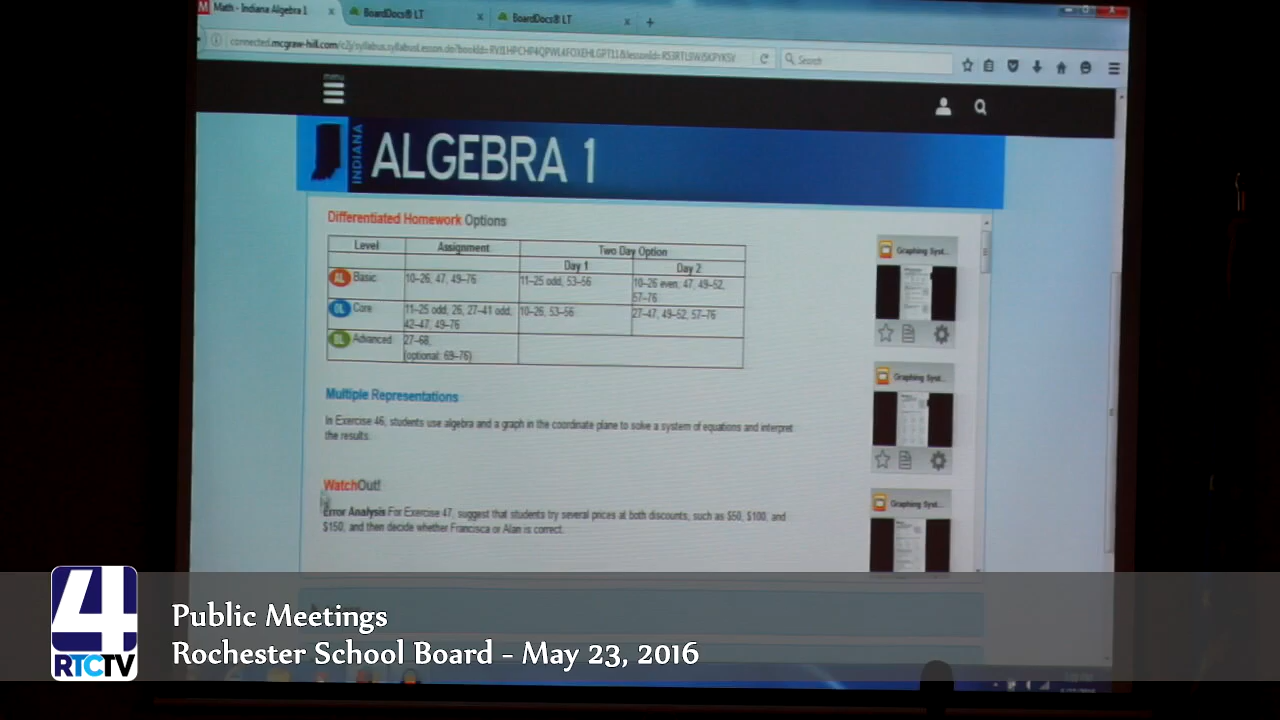 Math - Indiana Algebra 1
BoardDocs® LT
BoardDocs® LT
Search
menu
INDIANA
ALGEBRA 1
Differentiated Homework Options
Level Assignment Two Day Option
Day 1 Day 2
AL Basic 10–26, 47, 49–76 11–25 odd, 53–56 10–26 even, 47, 49–52,
57–76
OL Core 11–25 odd, 26, 27–41 odd, 10–26, 53–56 27–47, 49–52, 57–76
42–47, 49–76
BL Advanced 27–68,
(optional: 69–76)
Graphing Syst...
Graphing Syst...
Graphing Syst...
Multiple Representations
In Exercise 46, students use algebra and a graph in the coordinate plane to solve a system of equations and interpret
the results.
WatchOut!
Error Analysis For Exercise 47, suggest that students try several prices at both discounts, such as $50, $100, and
$150, and then decide whether Francisca or Alan is correct.
4
RTCTV
Public Meetings
Rochester School Board - May 23, 2016